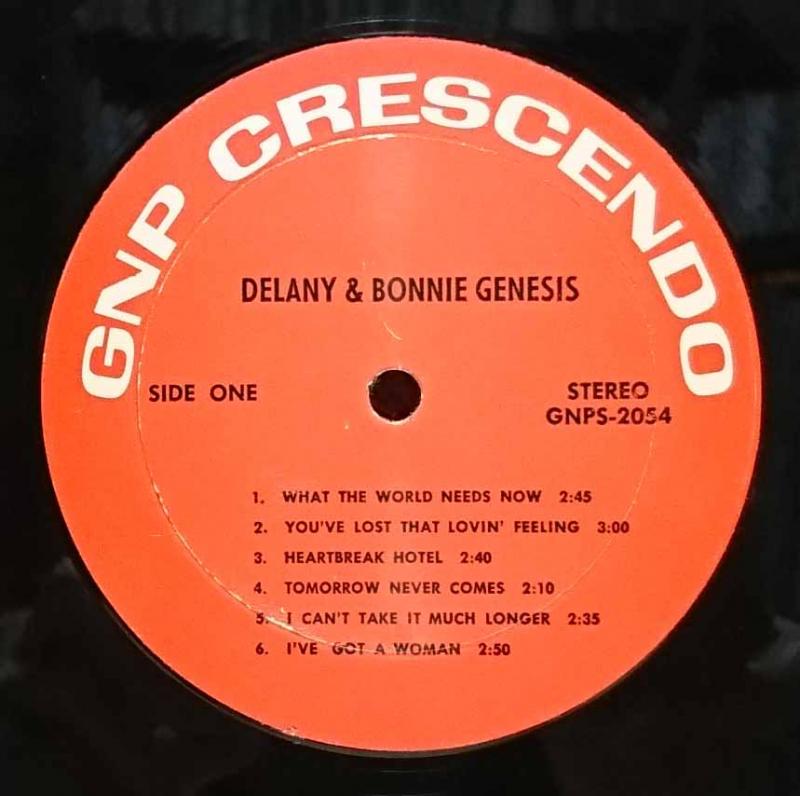 GNP CRESCENDO
DELANY & BONNIE GENESIS
SIDE ONE
STEREO
GNPS-2054
1. WHAT THE WORLD NEEDS NOW 2:45
2. YOU'VE LOST THAT LOVIN' FEELING 3:00
3. HEARTBREAK HOTEL 2:40
4. TOMORROW NEVER COMES 2:10
5. I CAN'T TAKE IT MUCH LONGER 2:35
6. I'VE GOT A WOMAN 2:50